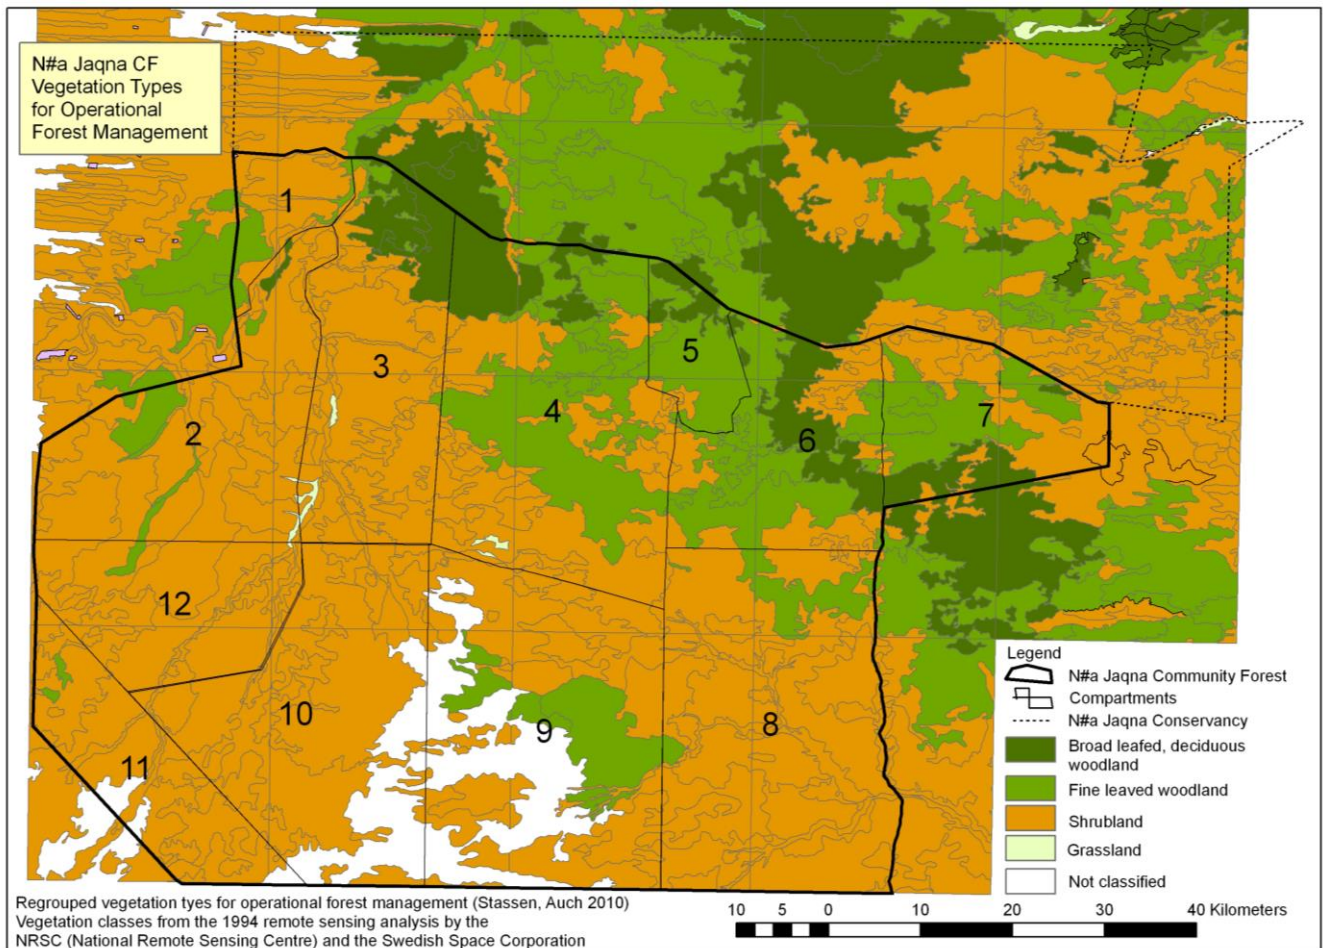 N#a Jaqna CF
Vegetation Types
for Operational
Forest Management
1
2
3
4
5
6
7
8
9
10
11
12
Legend
N#a Jaqna Community Forest
Compartments
N#a Jaqna Conservancy
Broad leafed, deciduous
woodland
Fine leaved woodland
Shrubland
Grassland
Not classified
Regrouped vegetation tyes for operational forest management (Stassen, Auch 2010)
Vegetation classes from the 1994 remote sensing analysis by the
NRSC (National Remote Sensing Centre) and the Swedish Space Corporation
10 5 0 10 20 30 40 Kilometers